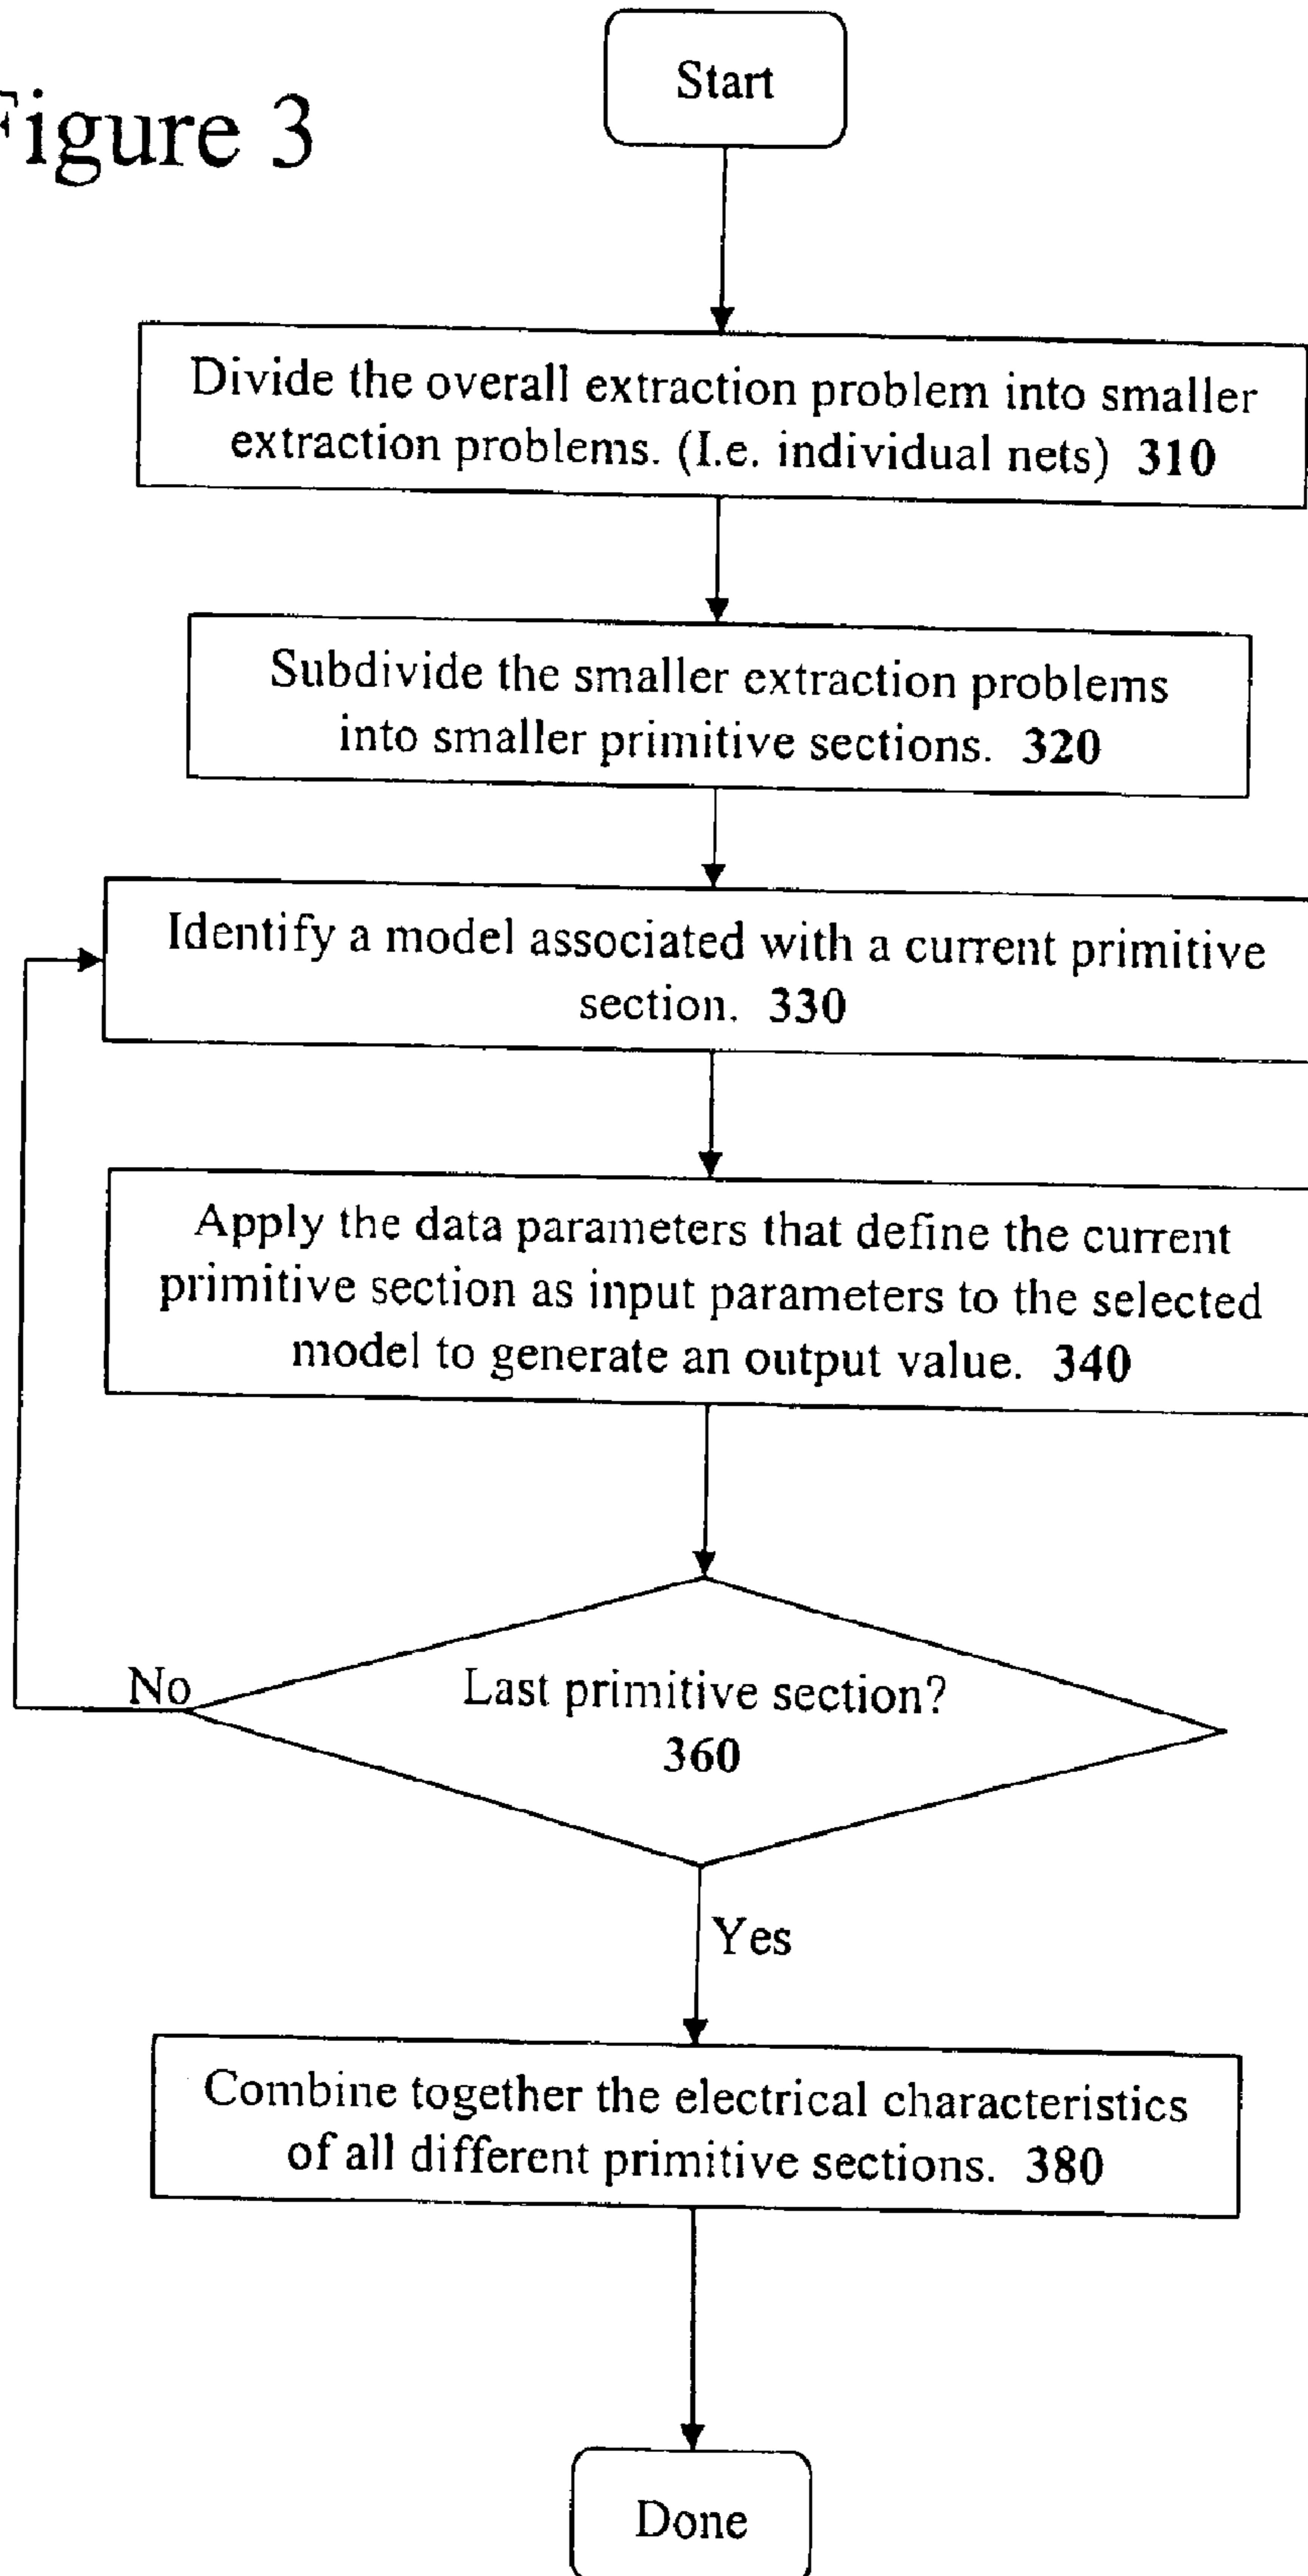 Figure 3
Start
Divide the overall extraction problem into smaller
extraction problems. (I.e. individual nets) 310
Subdivide the smaller extraction problems
into smaller primitive sections. 320
Identify a model associated with a current primitive
section. 330
Apply the data parameters that define the current
primitive section as input parameters to the selected
model to generate an output value. 340
No
Last primitive section?
360
Yes
Combine together the electrical characteristics
of all different primitive sections. 380
Done